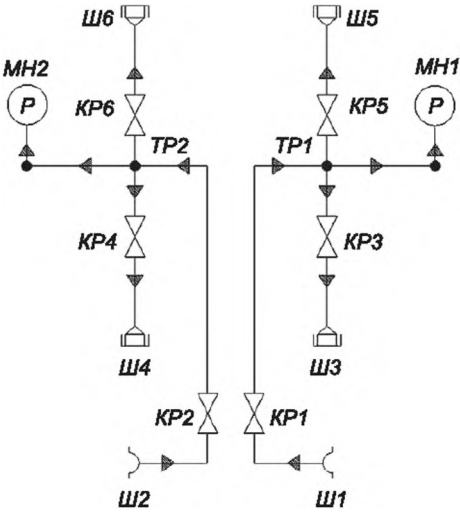 Ш6 Ш5
МН2 МН1
Р КР6 КР5 Р
ТР2 ТР1
КР4 КР3
Ш4 Ш3
КР2 КР1
Ш2 Ш1